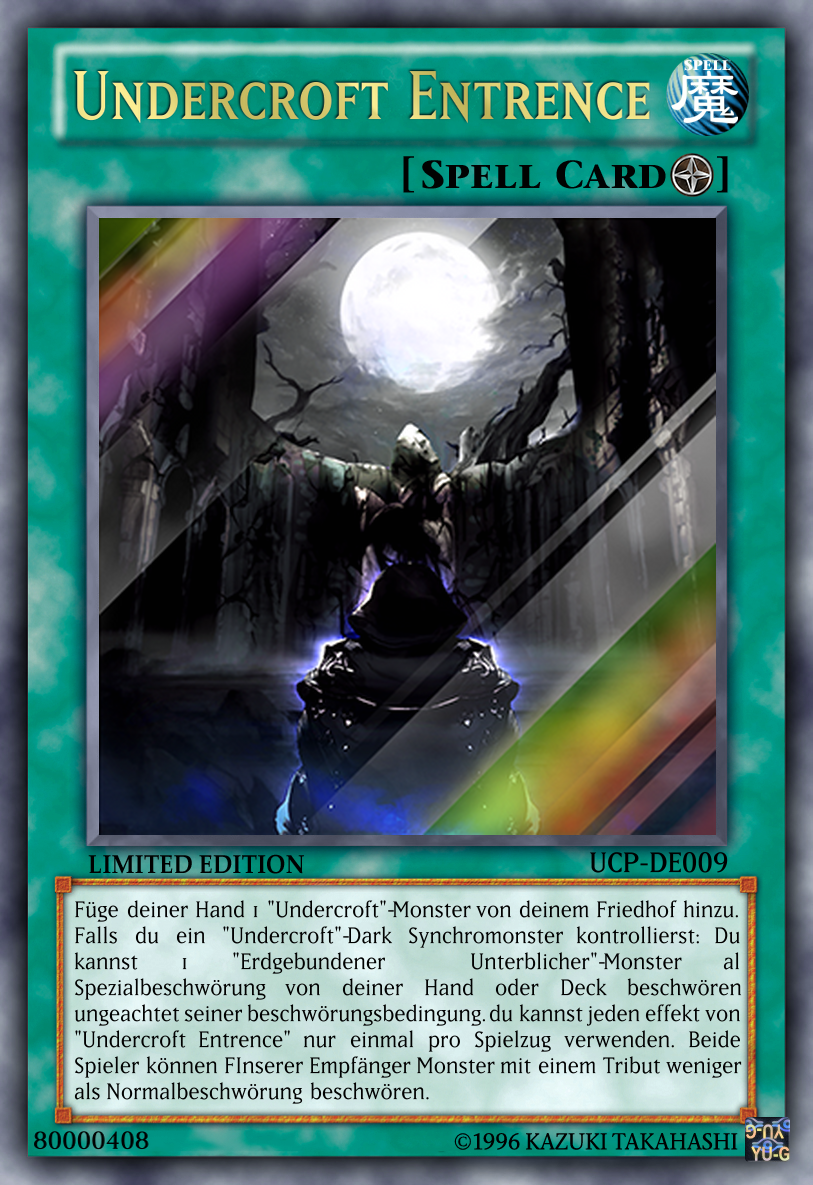 UNDERCROFT ENTRENCE
SPELL
魔
[SPELL CARD]
LIMITED EDITION UCP-DE009
Füge deiner Hand 1 "Undercroft"-Monster von deinem Friedhof hinzu.
Falls du ein "Undercroft"-Dark Synchromonster kontrollierst: Du
kannst 1 "Erdgebundener Unterblicher"-Monster al
Spezialbeschwörung von deiner Hand oder Deck beschwören
ungeachtet seiner beschwörungsbedingung. du kannst jeden effekt von
"Undercroft Entrence" nur einmal pro Spielzug verwenden. Beide
Spieler können FInserer Empfänger Monster mit einem Tribut weniger
als Normalbeschwörung beschwören.
80000408 ©1996 KAZUKI TAKAHASHI
YU-G
YU-G